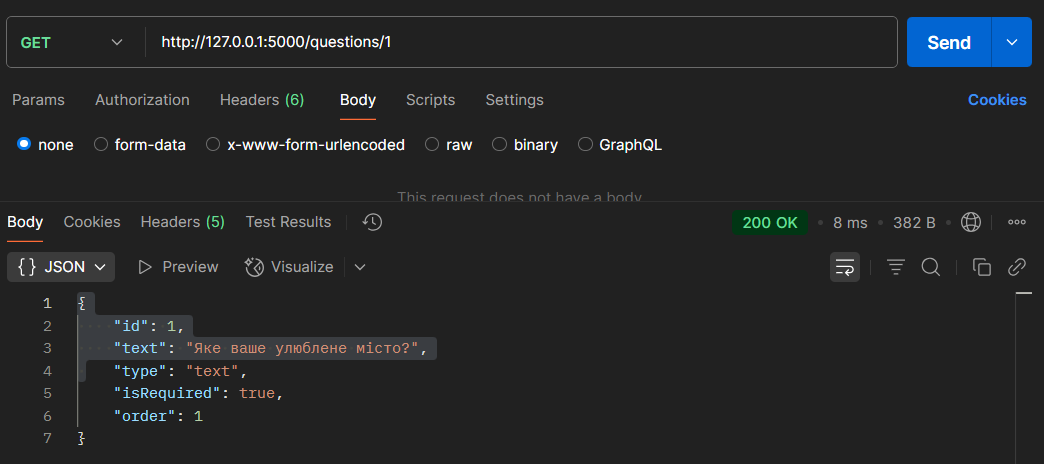 GET http://127.0.0.1:5000/questions/1 Send
Params Authorization Headers (6) Body Scripts Settings Cookies
none form-data x-www-form-urlencoded raw binary GraphQL
This request does not have a body
Body Cookies Headers (5) Test Results 200 OK • 8 ms • 382 B
{} JSON Preview Visualize
1 {
2 "id": 1,
3 "text": "Яке ваше улюблене місто?",
4 "type": "text",
5 "isRequired": true,
6 "order": 1
7 }